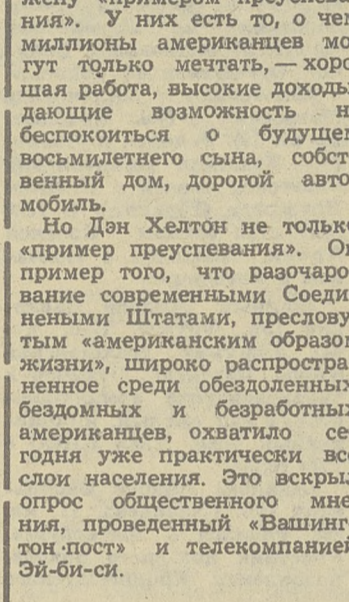 жену «примером преуспева
ния». У них есть то, о чем
миллионы американцев мо
гут только мечтать, — хоро
шая работа, высокие доходы
дающие возможность н
беспокоиться о будущем
восьмилетнего сына, собст
венный дом, дорогой авто
мобиль.
Но Дэн Хелтон не только
«пример преуспевания». Он
пример того, что разочаро
вание современными Соеди
неными Штатами, преслову
тым «американским образом
жизни», широко распростра
ненное среди обездоленных
бездомных и безработных
американцев, охватило се
годня уже практически все
слои населения. Это вскрыл
опрос общественного мне
ния, проведенный «Вашинг
тон пост» и телекомпанией
Эй-би-си.